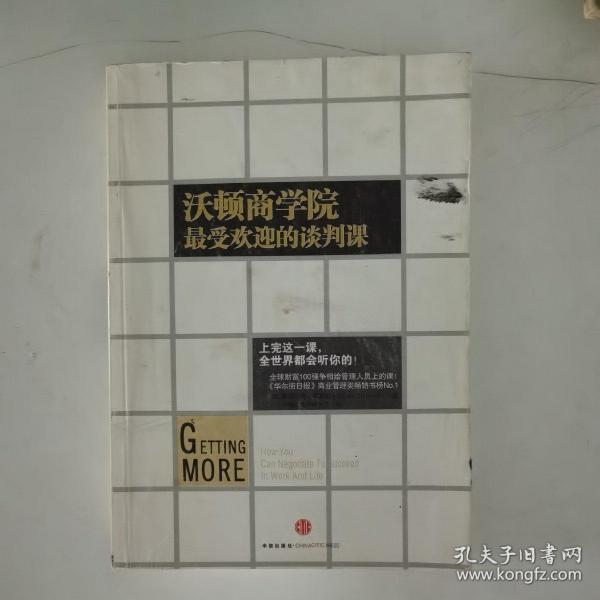 沃顿商学院
最受欢迎的谈判课
上完这一课，
全世界都会听你的！
全球财富100强争相给管理人员上的课！
《华尔街日报》商业管理类畅销书榜No.1
GETTING
MORE
How You
Can Negotiate To Succeed
In Work And Life
中信出版社·CHINACITIC PRESS
孔夫子旧书网
www.kongfz.com